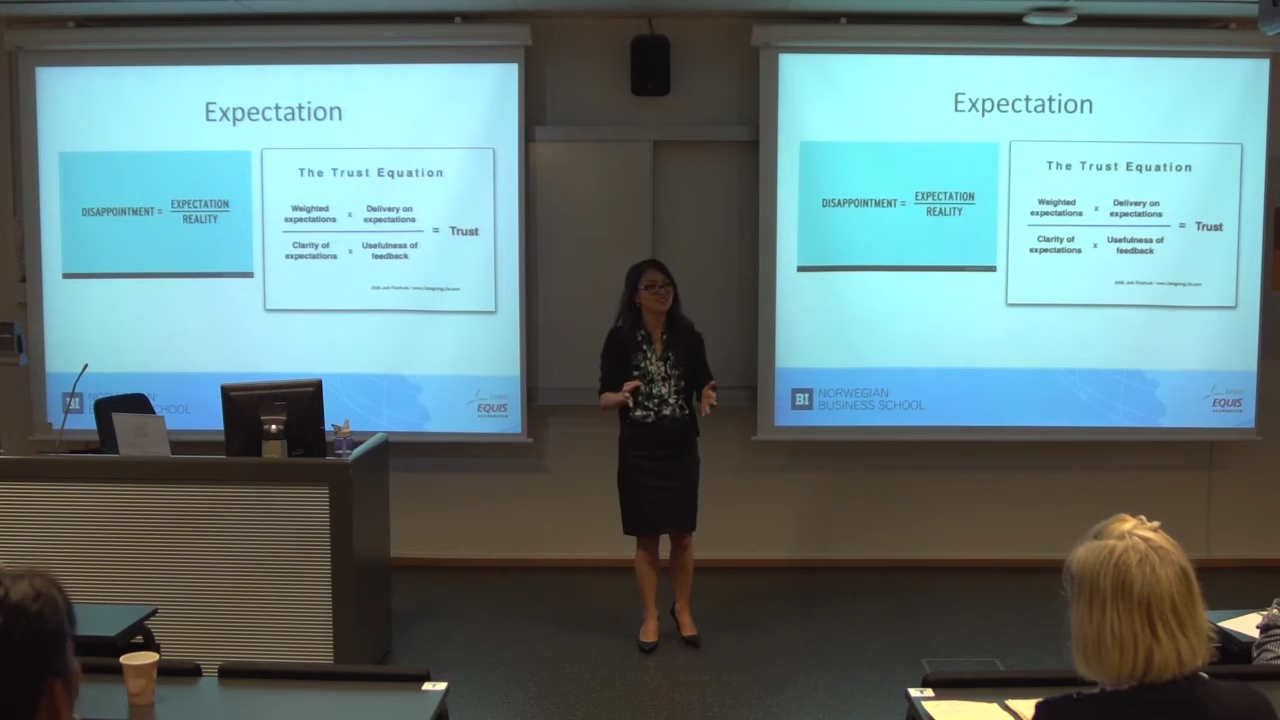 Expectation
DISAPPOINTMENT = EXPECTATION
REALITY
The Trust Equation
Weighted expectations x Delivery on expectations
Clarity of expectations x Usefulness of feedback
= Trust
BI
NORWEGIAN
BUSINESS SCHOOL
EQUIS
Expectation
DISAPPOINTMENT = EXPECTATION
REALITY
The Trust Equation
Weighted expectations x Delivery on expectations
Clarity of expectations x Usefulness of feedback
= Trust
BI
NORWEGIAN
BUSINESS SCHOOL
EQUIS